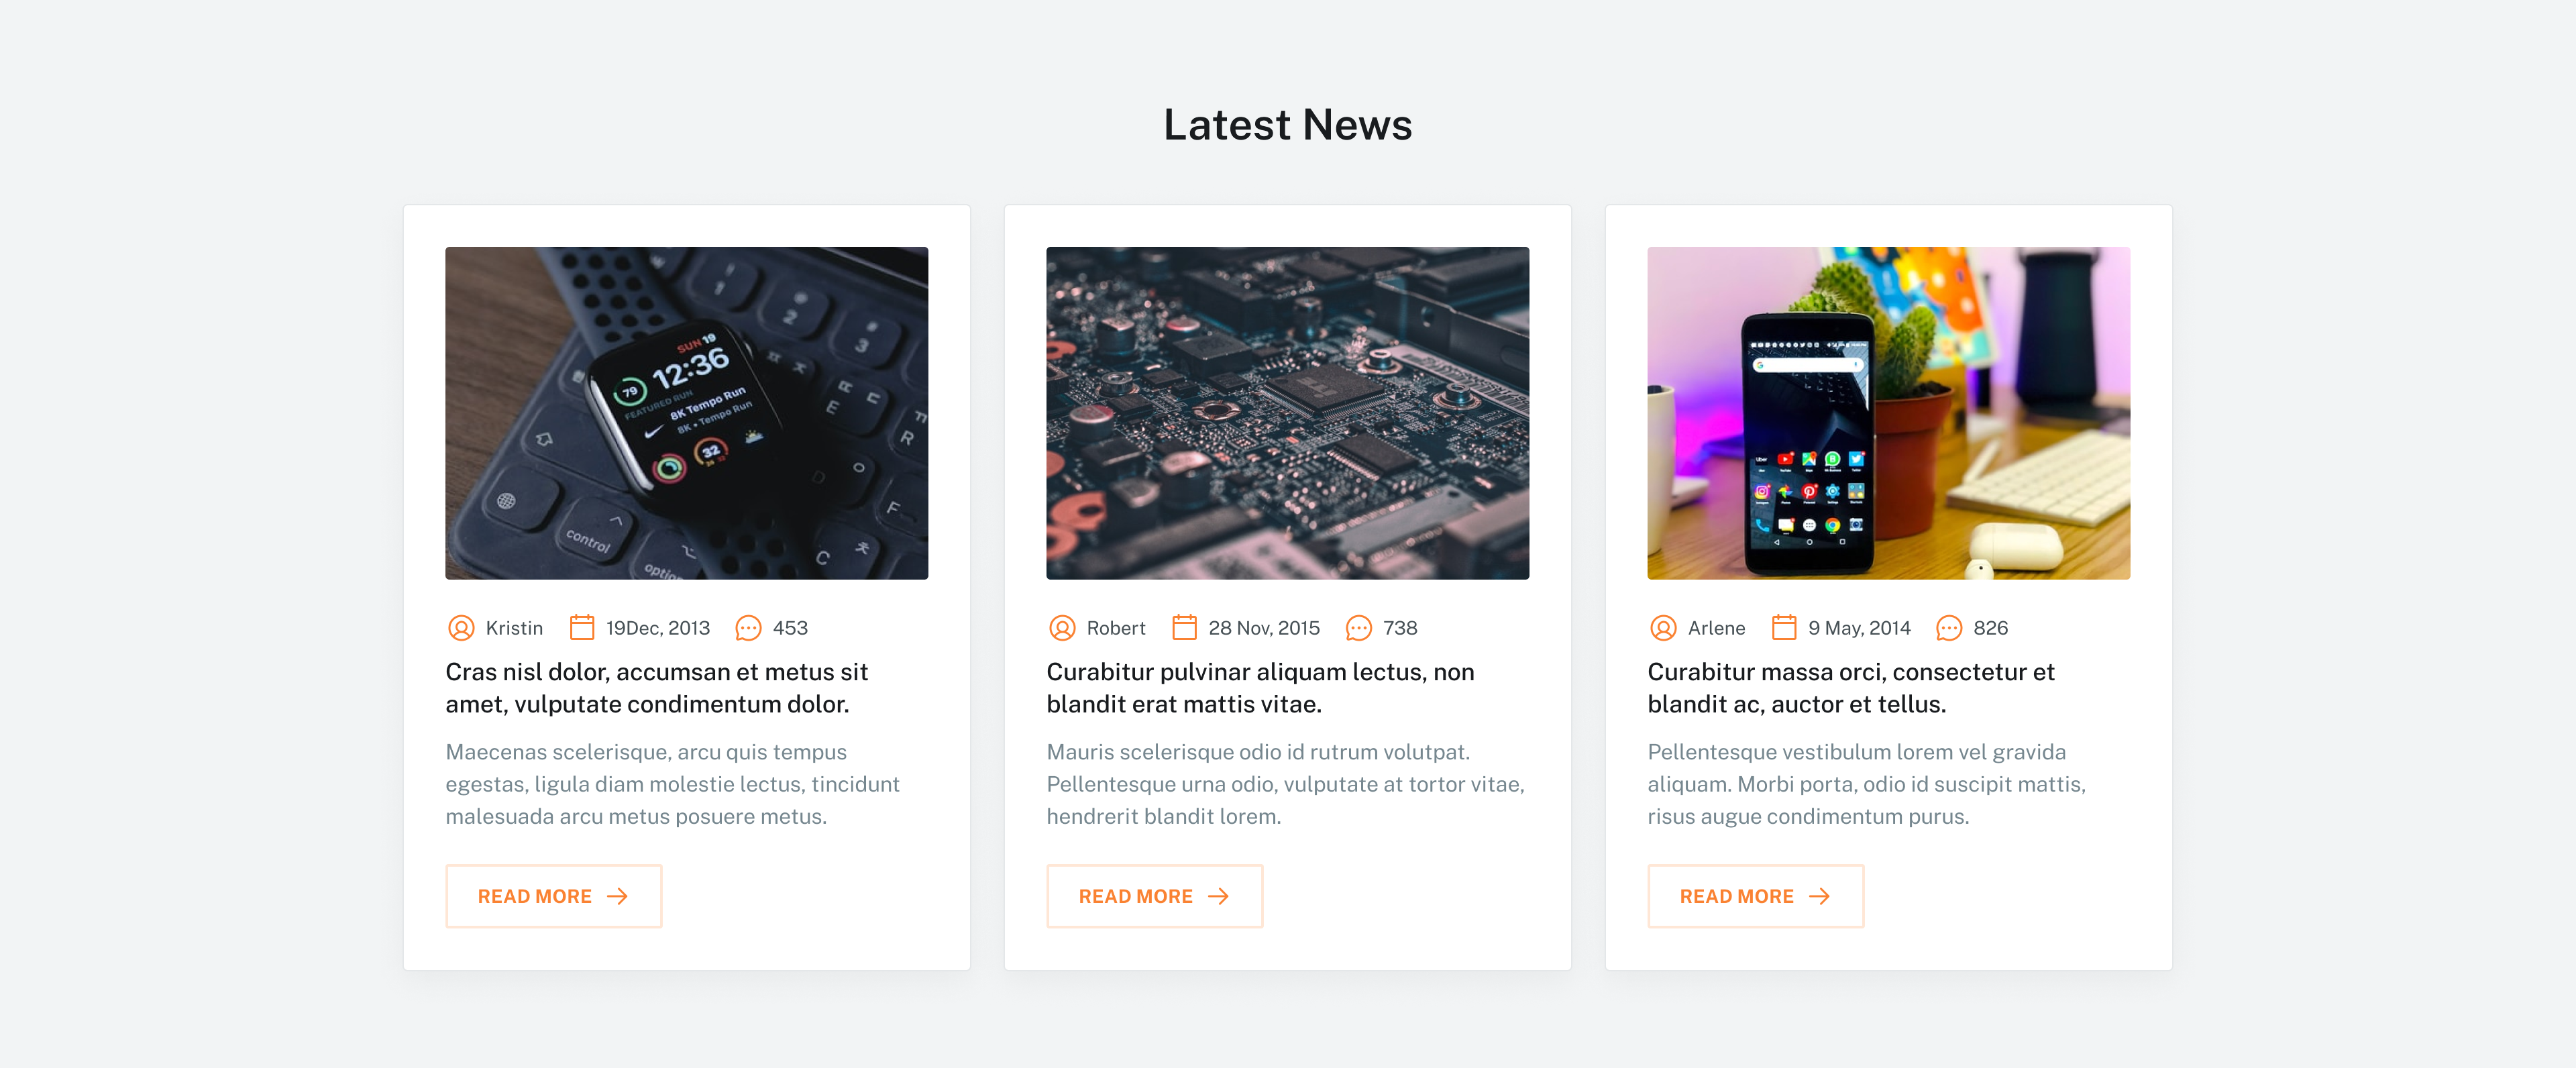 Latest News
SUN 19
12:36
79
FEATURED RUN
8K Tempo Run
8K • Tempo Run
32
1
2
3
E
R
D
F
C
control
option
Kristin 19Dec, 2013 453
Cras nisl dolor, accumsan et metus sit
amet, vulputate condimentum dolor.
Maecenas scelerisque, arcu quis tempus
egestas, ligula diam molestie lectus, tincidunt
malesuada arcu metus posuere metus.
READ MORE
Robert 28 Nov, 2015 738
Curabitur pulvinar aliquam lectus, non
blandit erat mattis vitae.
Mauris scelerisque odio id rutrum volutpat.
Pellentesque urna odio, vulputate at tortor vitae,
hendrerit blandit lorem.
READ MORE
Arlene 9 May, 2014 826
Curabitur massa orci, consectetur et
blandit ac, auctor et tellus.
Pellentesque vestibulum lorem vel gravida
aliquam. Morbi porta, odio id suscipit mattis,
risus augue condimentum purus.
READ MORE